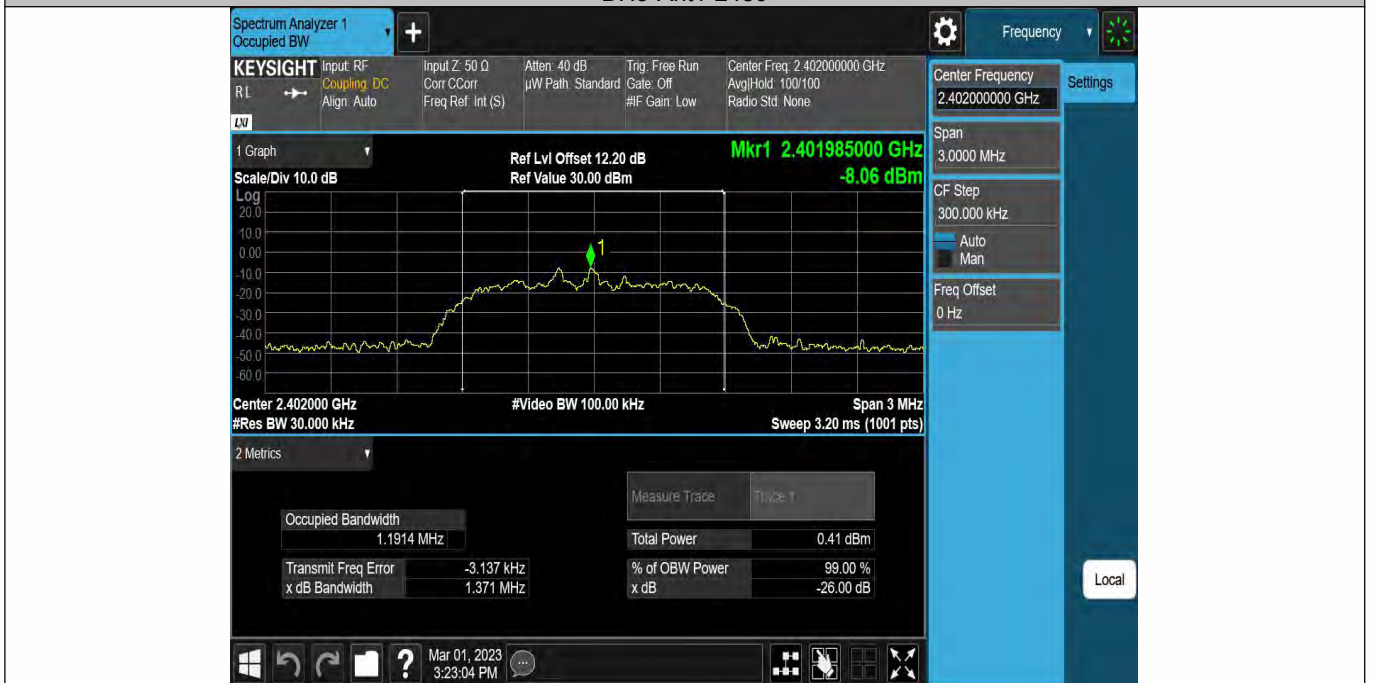 Spectrum Analyzer 1
Occupied BW
Frequency
KEYSIGHT
RL
LXI
Input: RF
Coupling: DC
Align: Auto
Input Z: 50 Ω
Corr CCorr
Freq Ref: Int (S)
Atten: 40 dB
µW Path: Standard
Trig: Free Run
Gate: Off
#IF Gain: Low
Center Freq: 2.402000000 GHz
Avg|Hold: 100/100
Radio Std: None
Center Frequency
2.402000000 GHz
Settings
Span
3.0000 MHz
CF Step
300.000 kHz
Auto
Man
Freq Offset
0 Hz
Local
1 Graph
Scale/Div 10.0 dB
Ref Lvl Offset 12.20 dB
Ref Value 30.00 dBm
Mkr1 2.401985000 GHz
-8.06 dBm
Log
20.0
10.0
0.00
-10.0
-20.0
-30.0
-40.0
-50.0
-60.0
1
Center 2.402000 GHz
#Video BW 100.00 kHz
Span 3 MHz
#Res BW 30.000 kHz
Sweep 3.20 ms (1001 pts)
2 Metrics
Measure Trace
Trace 1
Occupied Bandwidth
1.1914 MHz
Total Power
0.41 dBm
Transmit Freq Error
-3.137 kHz
% of OBW Power
99.00 %
x dB Bandwidth
1.371 MHz
x dB
-26.00 dB
?
Mar 01, 2023
3:23:04 PM